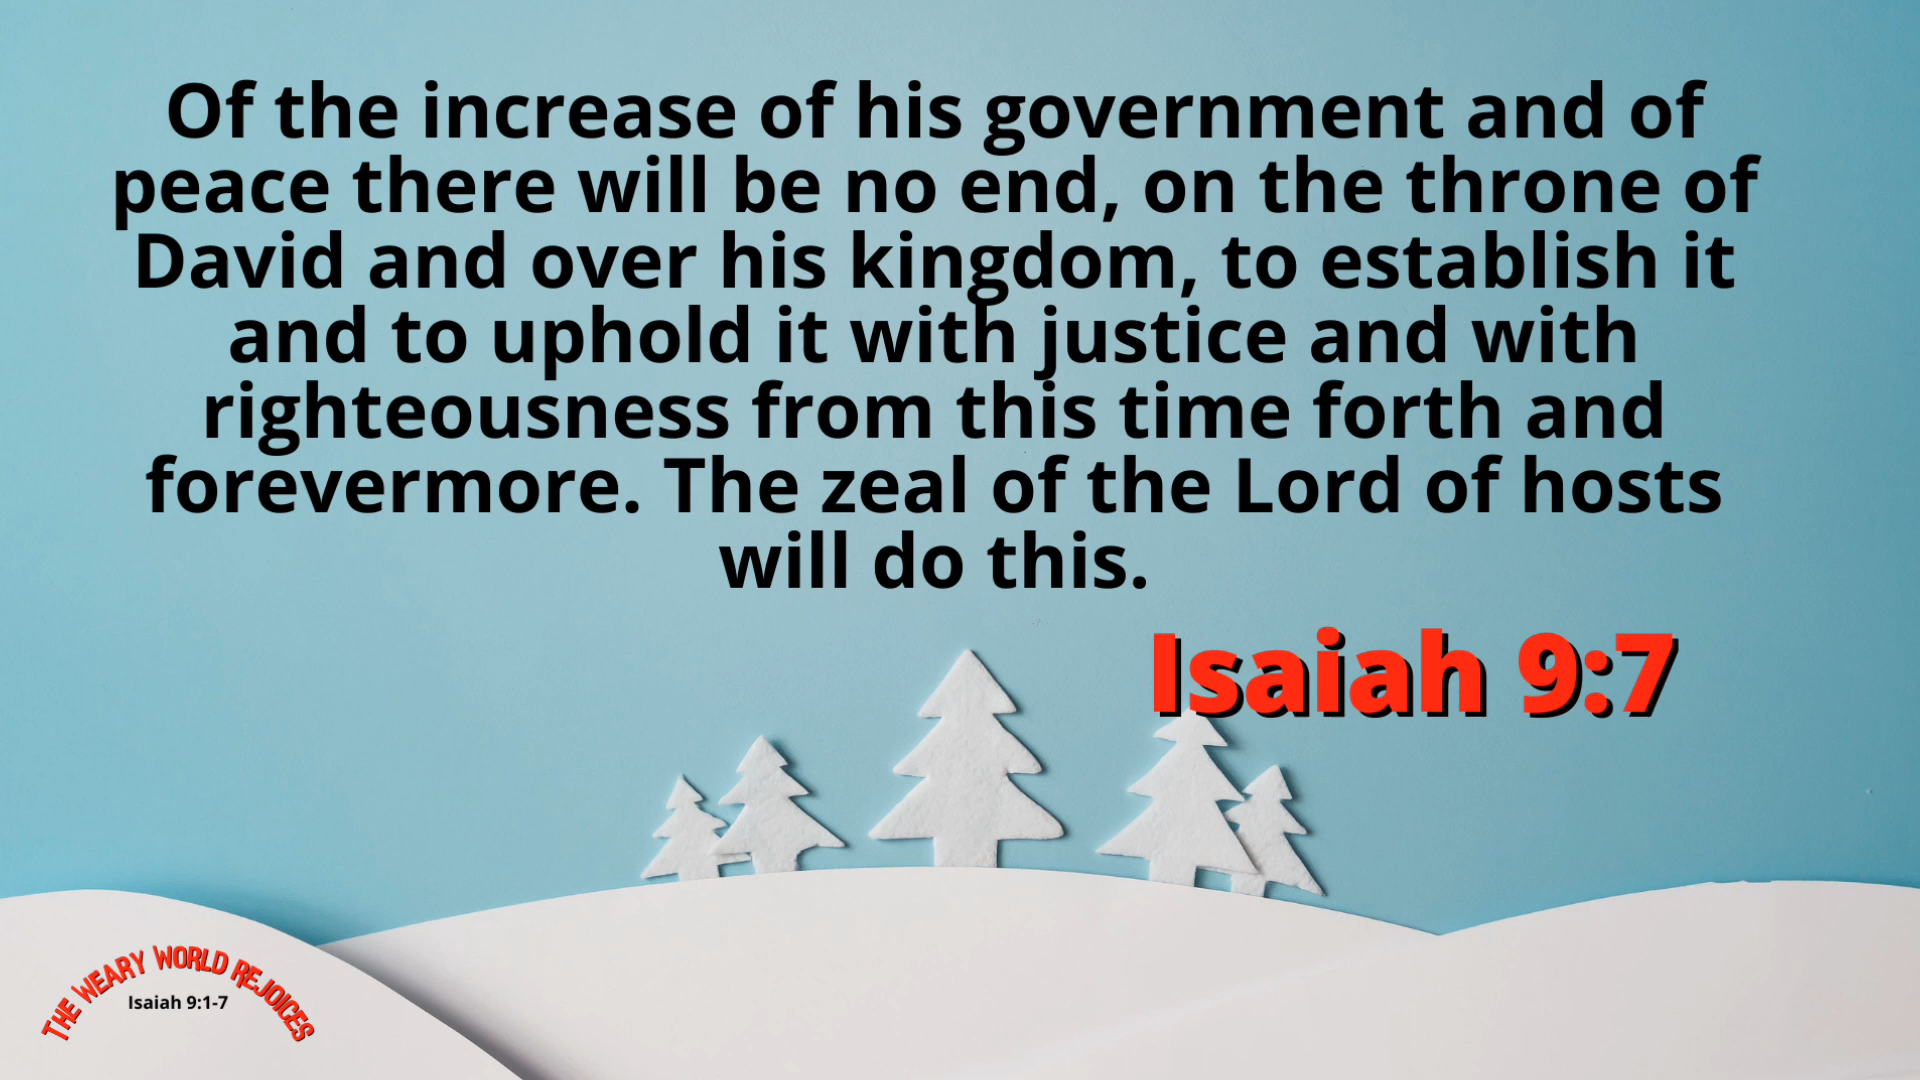 Of the increase of his government and of
peace there will be no end, on the throne of
David and over his kingdom, to establish it
and to uphold it with justice and with
righteousness from this time forth and
forevermore. The zeal of the Lord of hosts
will do this.
Isaiah 9:7
THE WEARY WORLD REJOICES
Isaiah 9:1-7